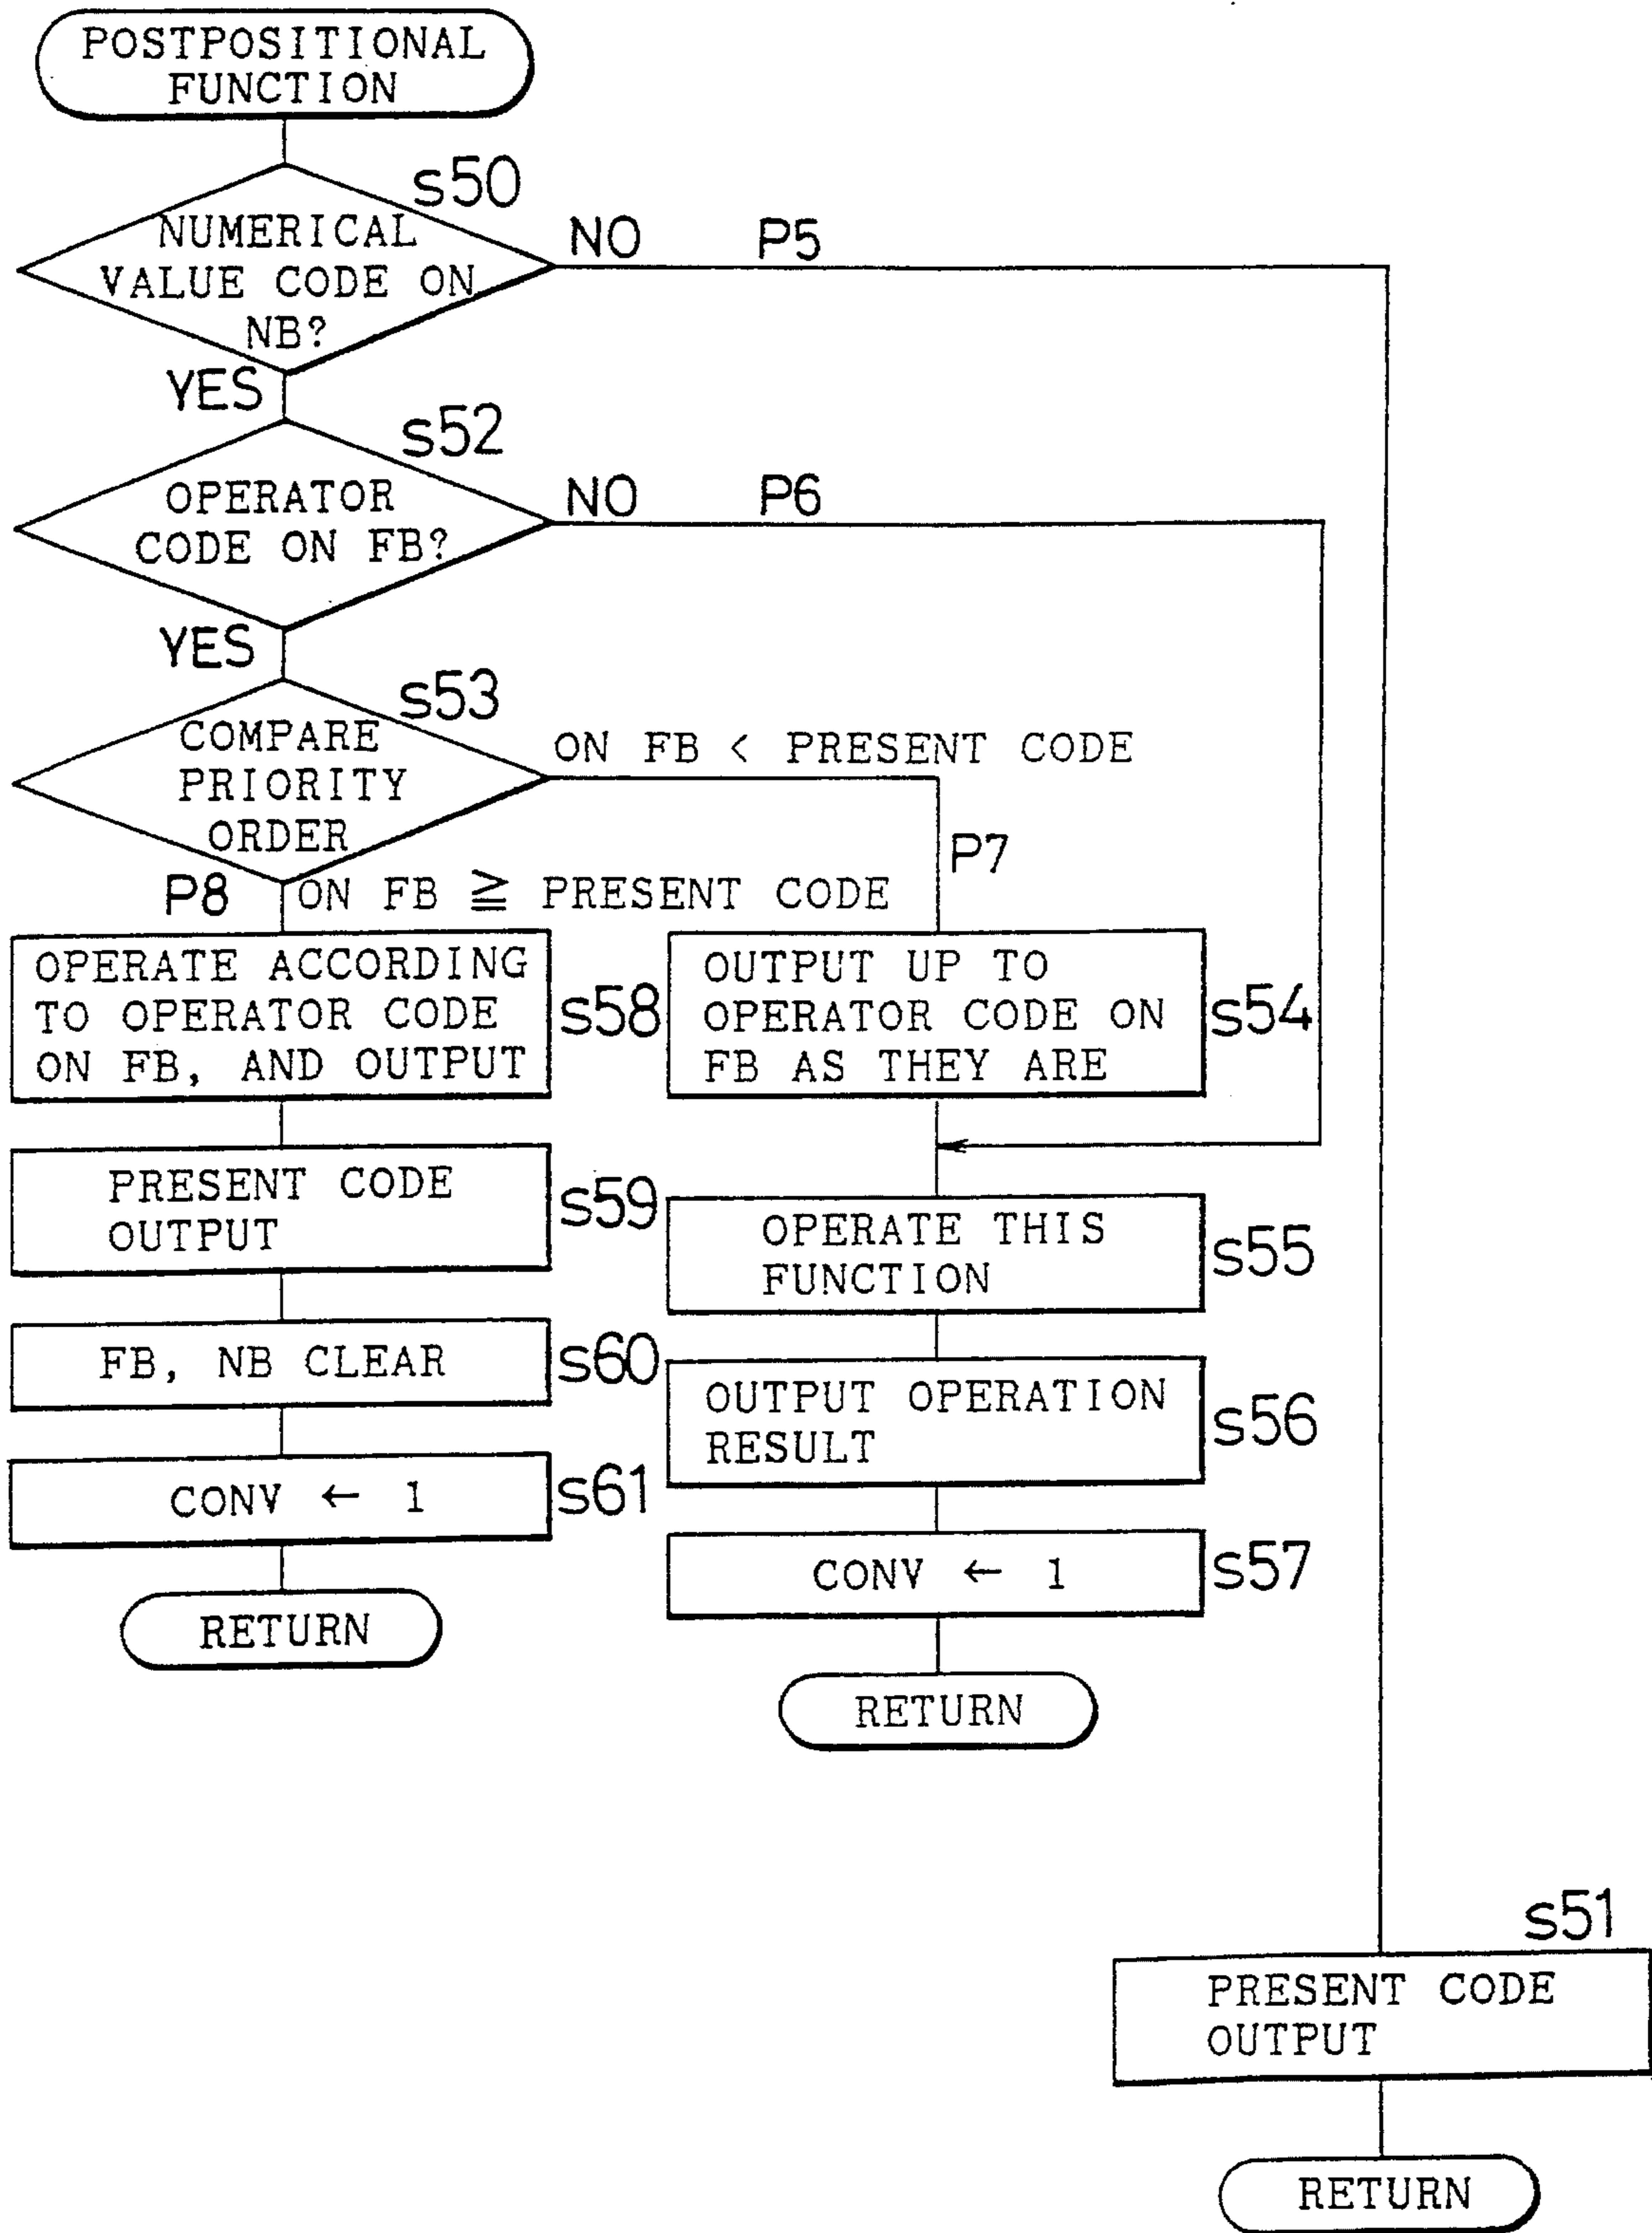 POSTPOSITIONAL
FUNCTION
s50
NUMERICAL
VALUE CODE ON
NB?
NO P5
YES
s52
OPERATOR
CODE ON FB?
NO P6
YES
s53
COMPARE
PRIORITY
ORDER
ON FB < PRESENT CODE
P7
P8 ON FB ≧ PRESENT CODE
OPERATE ACCORDING
TO OPERATOR CODE
ON FB, AND OUTPUT
s58
OUTPUT UP TO
OPERATOR CODE ON
FB AS THEY ARE
s54
PRESENT CODE
OUTPUT
s59
OPERATE THIS
FUNCTION
s55
FB, NB CLEAR
s60
OUTPUT OPERATION
RESULT
s56
CONV ← 1
s61
CONV ← 1
s57
RETURN
RETURN
s51
PRESENT CODE
OUTPUT
RETURN